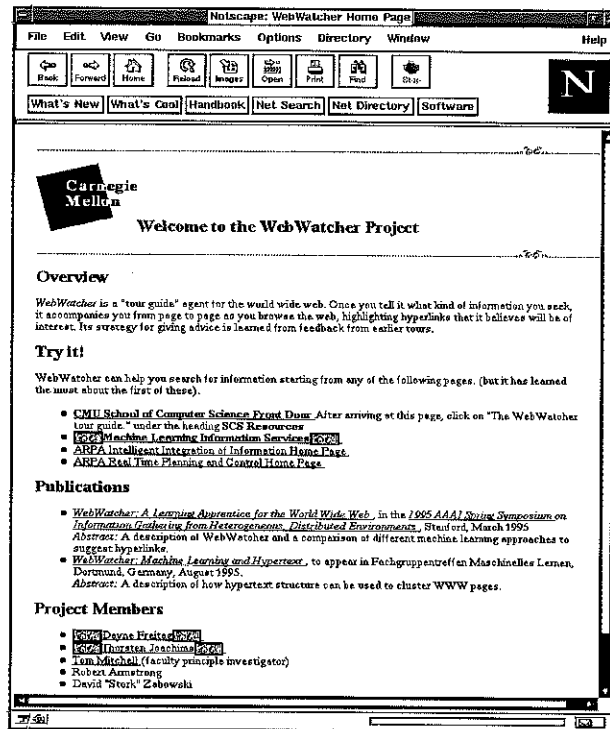 Netscape: WebWatcher Home Page
File Edit View Go Bookmarks Options Directory Window Help
Back Forward Home Reload Images Open Print Find Stop
N
What's New What's Cool Handbook Net Search Net Directory Software
Carnegie
Mellon
Welcome to the WebWatcher Project
Overview
WebWatcher is a "tour guide" agent for the world wide web. Once you tell it what kind of information you seek,
it accompanies you from page to page as you browse the web, highlighting hyperlinks that it believes will be of
interest. Its strategy for giving advice is learned from feedback from earlier tours.
Try it!
WebWatcher can help you search for information starting from any of the following pages. (but it has learned
the most about the first of these).
CMU School of Computer Science Front Door After arriving at this page, click on "The WebWatcher
tour guide." under the heading SCS Resources
Machine Learning Information Services
ARPA Intelligent Integration of Information Home Page
ARPA Real Time Planning and Control Home Page
Publications
WebWatcher: A Learning Apprentice for the World Wide Web, in the 1995 AAAI Spring Symposium on
Information Gathering from Heterogeneous, Distributed Environments, Stanford, March 1995
Abstract: A description of WebWatcher and a comparison of different machine learning approaches to
suggest hyperlinks.
WebWatcher: Machine Learning and Hypertext, to appear in Fachgruppentreffen Maschinelles Lernen,
Dortmund, Germany, August 1995.
Abstract: A description of how hypertext structure can be used to cluster WWW pages.
Project Members
Dayne Freitag
Thorsten Joachims
Tom Mitchell (faculty principle investigator)
Robert Armstrong
David "Stork" Zabowski